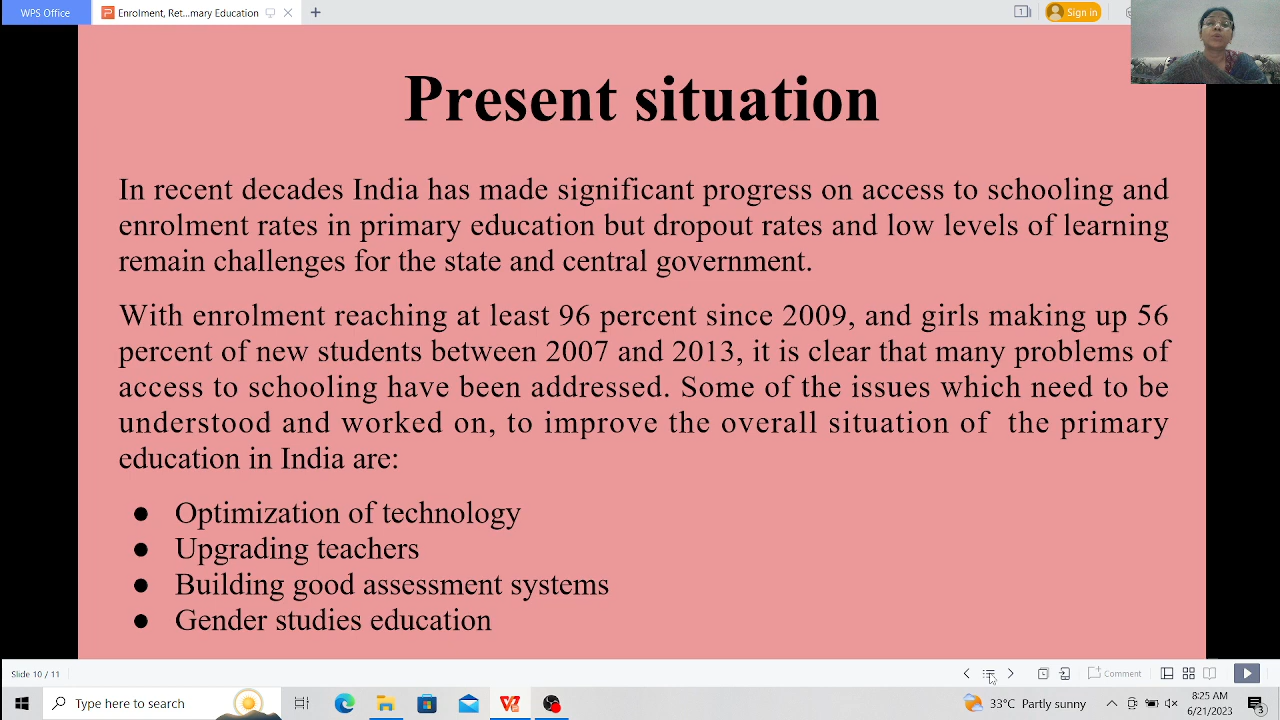 WPS Office
Enrolment, Ret...mary Education
1
Sign in
Present situation
In recent decades India has made significant progress on access to schooling and
enrolment rates in primary education but dropout rates and low levels of learning
remain challenges for the state and central government.
With enrolment reaching at least 96 percent since 2009, and girls making up 56
percent of new students between 2007 and 2013, it is clear that many problems of
access to schooling have been addressed. Some of the issues which need to be
understood and worked on, to improve the overall situation of the primary
education in India are:
● Optimization of technology
● Upgrading teachers
● Building good assessment systems
● Gender studies education
Slide 10 / 11
Comment
Type here to search
33°C Partly sunny
8:25 AM
6/21/2023
3